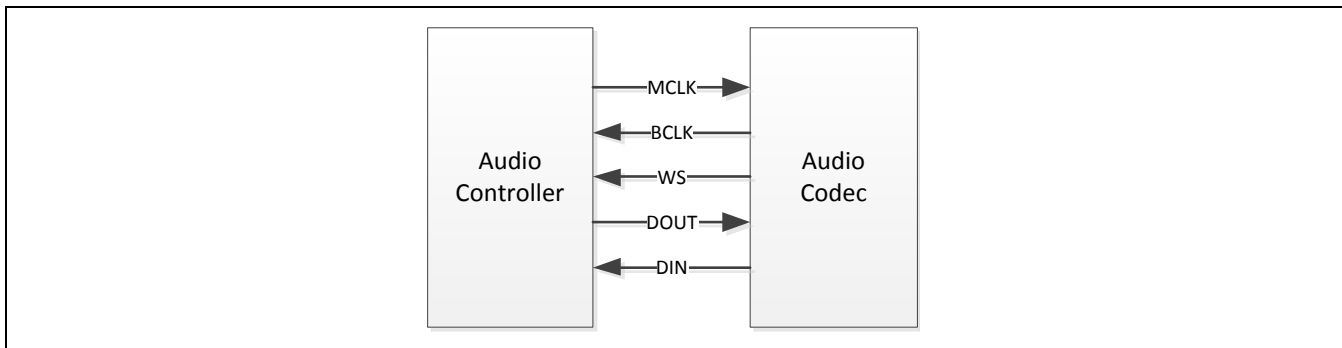 Audio
Controller
MCLK
BCLK
WS
DOUT
DIN
Audio
Codec